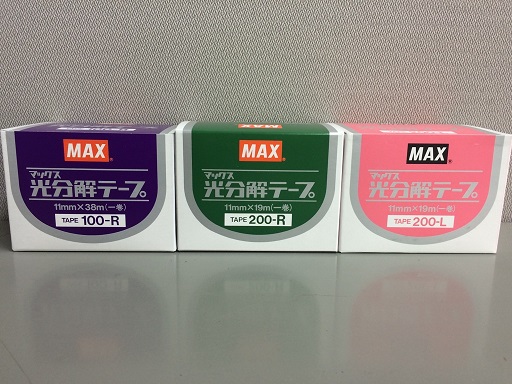 MAX
マックス
光分解テープ
11mm×38m(一巻)
TAPE 100-R
MAX
マックス
光分解テープ
11mm×19m(一巻)
TAPE 200-R
MAX
マックス
光分解テープ
11mm×19m(一巻)
TAPE 200-L